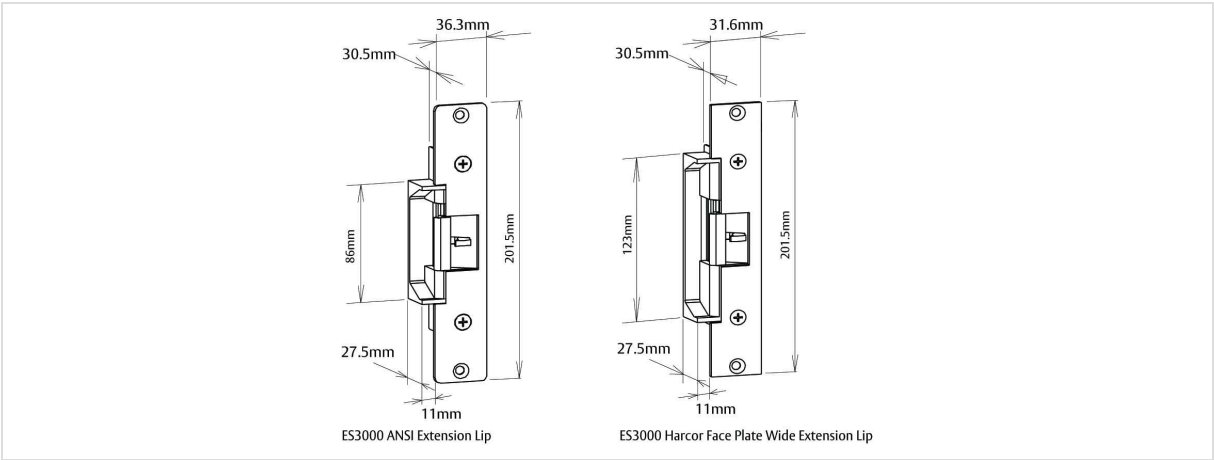 36.3mm
30.5mm
86mm
201.5mm
27.5mm
11mm
ES3000 ANSI Extension Lip
31.6mm
30.5mm
123mm
201.5mm
27.5mm
11mm
ES3000 Harcor Face Plate Wide Extension Lip